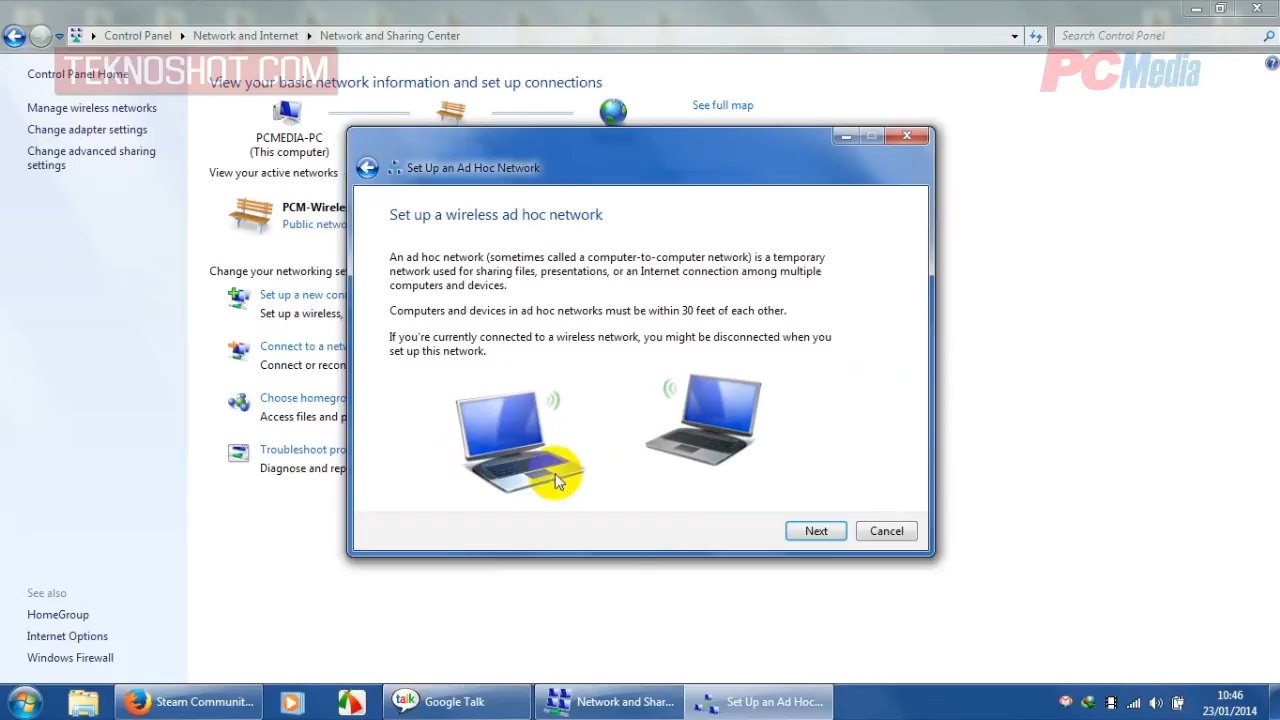 Control Panel
Network and Internet
Network and Sharing Center
Search Control Panel
TEKNOSHOT.COM
PCMedia
Control Panel Home
Manage wireless networks
Change adapter settings
Change advanced sharing
settings
View your basic network information and set up connections
See full map
PCMEDIA-PC
(This computer)
View your active networks
PCM-Wirele
Public netwo
Change your networking se
Set up a new con
Set up a wireless,
Connect to a netw
Connect or recon
Choose homegro
Access files and p
Troubleshoot pro
Diagnose and rep
Set Up an Ad Hoc Network
Set up a wireless ad hoc network
An ad hoc network (sometimes called a computer-to-computer network) is a temporary
network used for sharing files, presentations, or an Internet connection among multiple
computers and devices.
Computers and devices in ad hoc networks must be within 30 feet of each other.
If you're currently connected to a wireless network, you might be disconnected when you
set up this network.
Next
Cancel
See also
HomeGroup
Internet Options
Windows Firewall
Steam Communit...
talk
Google Talk
Network and Shar...
Set Up an Ad Hoc...
10:46
23/01/2014